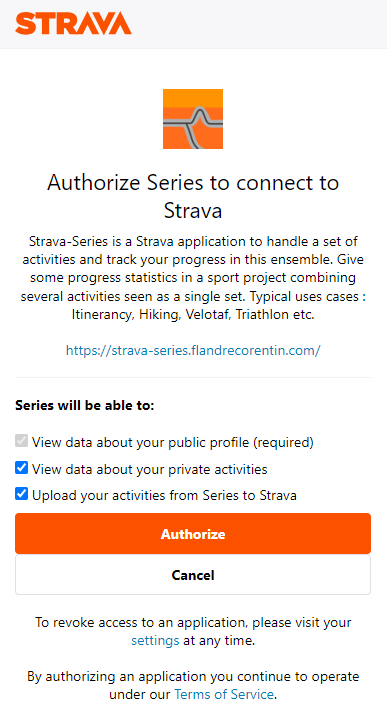 STRAVA
Authorize Series to connect to
Strava
Strava-Series is a Strava application to handle a set of
activities and track your progress in this ensemble. Give
some progress statistics in a sport project combining
several activities seen as a single set. Typical uses cases :
Itinerancy, Hiking, Velotaf, Triathlon etc.
https://strava-series.flandrecorentin.com/
Series will be able to:
View data about your public profile (required)
View data about your private activities
Upload your activities from Series to Strava
Authorize
Cancel
To revoke access to an application, please visit your
settings at any time.
By authorizing an application you continue to operate
under our Terms of Service.